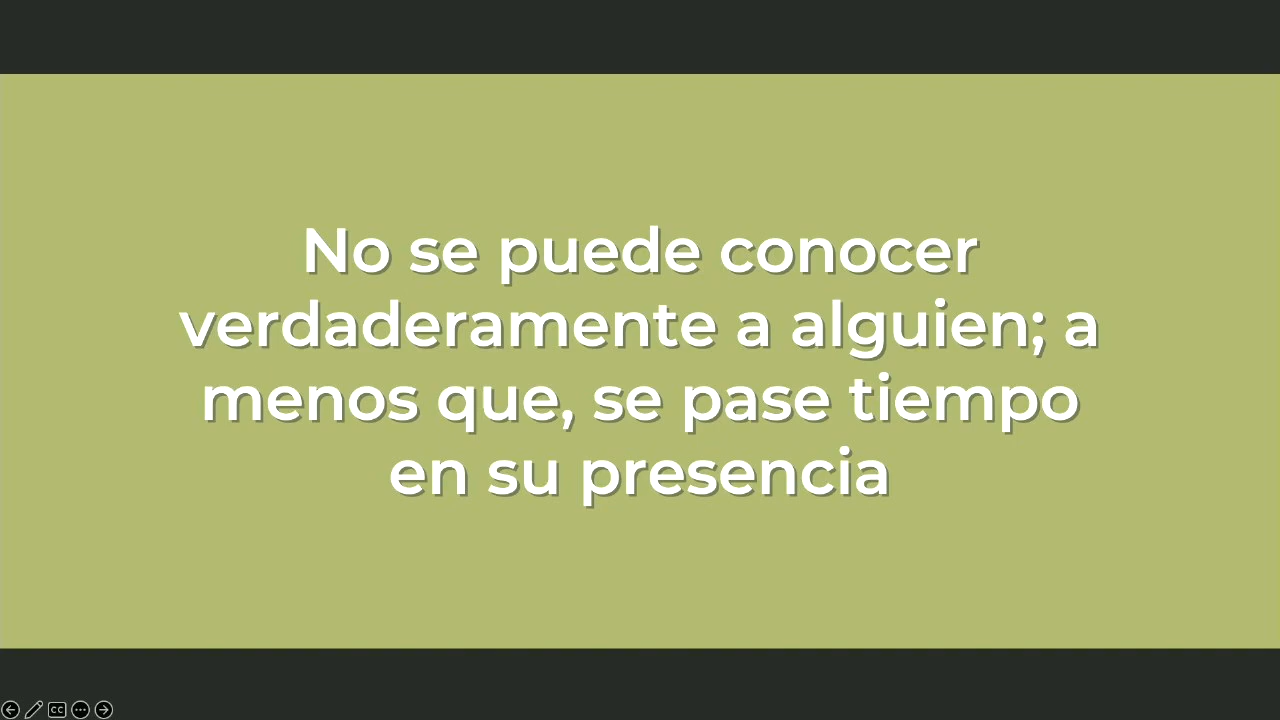 No se puede conocer
verdaderamente a alguien; a
menos que, se pase tiempo
en su presencia